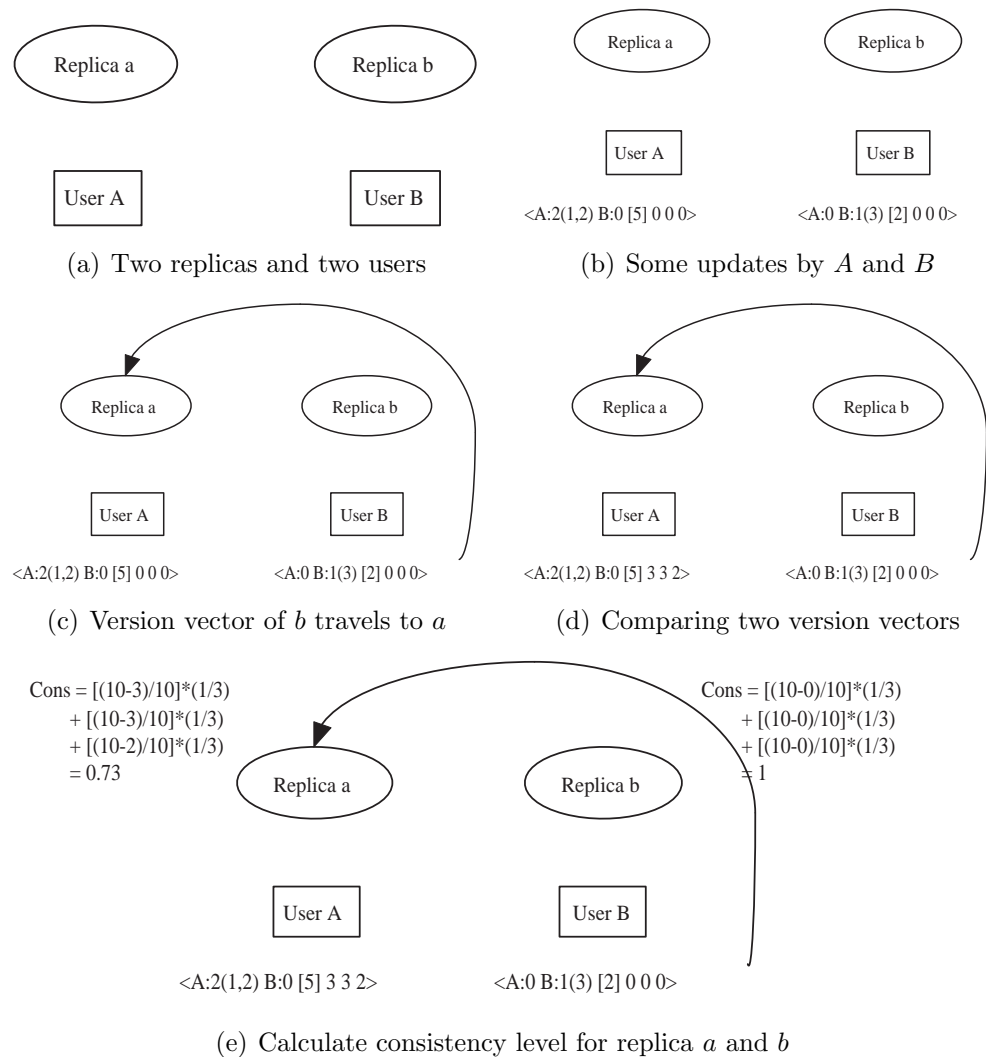 Replica a
Replica b
User A
User B
(a) Two replicas and two users
Replica a
Replica b
User A
User B
<A:2(1,2) B:0 [5] 0 0 0>
<A:0 B:1(3) [2] 0 0 0>
(b) Some updates by A and B
Replica a
Replica b
User A
User B
<A:2(1,2) B:0 [5] 0 0 0>
<A:0 B:1(3) [2] 0 0 0>
(c) Version vector of b travels to a
Replica a
Replica b
User A
User B
<A:2(1,2) B:0 [5] 3 3 2>
<A:0 B:1(3) [2] 0 0 0>
(d) Comparing two version vectors
Cons = [(10-3)/10]*(1/3)
+ [(10-3)/10]*(1/3)
+ [(10-2)/10]*(1/3)
= 0.73
Cons = [(10-0)/10]*(1/3)
+ [(10-0)/10]*(1/3)
+ [(10-0)/10]*(1/3)
= 1
Replica a
Replica b
User A
User B
<A:2(1,2) B:0 [5] 3 3 2>
<A:0 B:1(3) [2] 0 0 0>
(e) Calculate consistency level for replica a and b